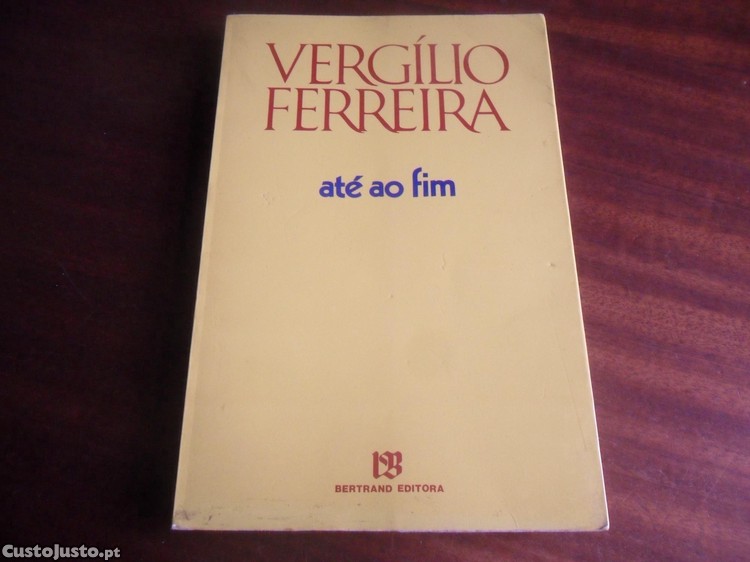 VERGÍLIO
FERREIRA
até ao fim
BERTRAND EDITORA
CustoJusto.pt